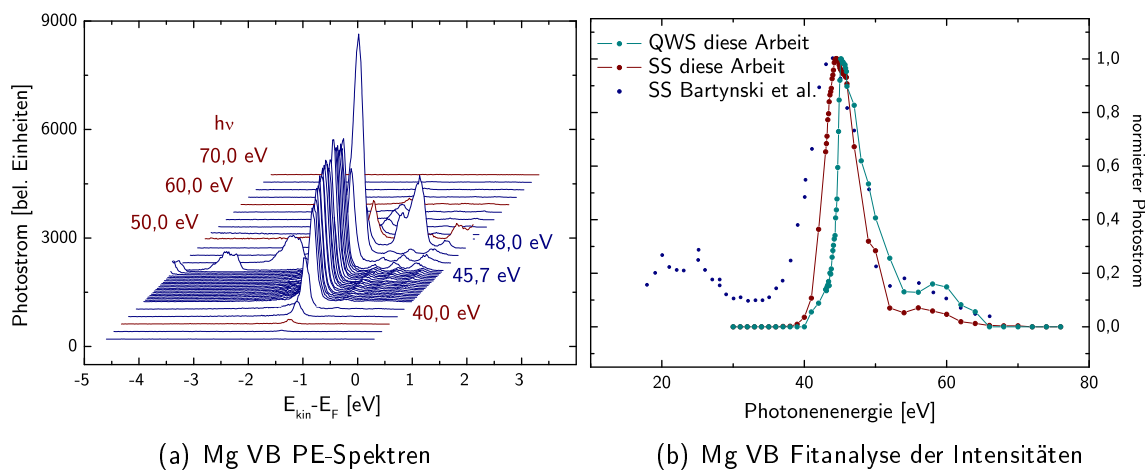 9000
6000
3000
0
Photostrom [bel. Einheiten]
hν
70,0 eV
60,0 eV
50,0 eV
48,0 eV
45,7 eV
40,0 eV
-5 -4 -3 -2 -1 0 1 2 3
E_kin-E_F [eV]
(a) Mg VB PE-Spektren
QWS diese Arbeit
SS diese Arbeit
SS Bartynski et al.
1,0
0,8
0,6
0,4
0,2
0,0
normierter Photostrom
20 40 60 80
Photonenenergie [eV]
(b) Mg VB Fitanalyse der Intensitäten